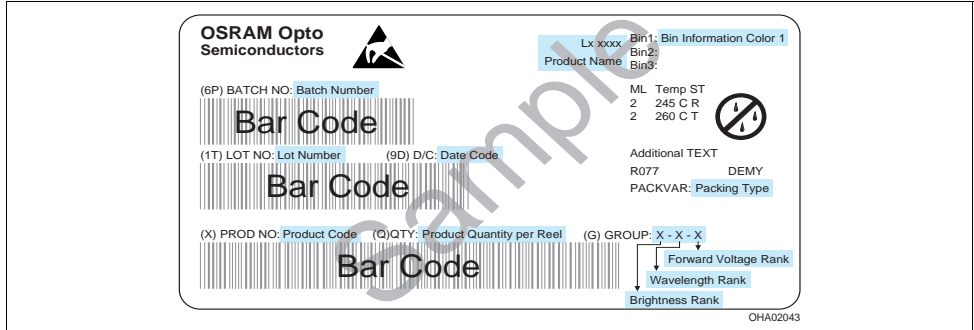 OSRAM Opto
Semiconductors
Lx xxxx
Product Name
Bin1: Bin Information Color 1
Bin2:
Bin3:
(6P) BATCH NO: Batch Number
Bar Code
ML Temp ST
2 245 C R
2 260 C T
(1T) LOT NO: Lot Number (9D) D/C: Date Code
Bar Code
Additional TEXT
R077 DEMY
PACKVAR: Packing Type
(X) PROD NO: Product Code (Q)QTY: Product Quantity per Reel (G) GROUP: X - X - X
Bar Code
Forward Voltage Rank
Wavelength Rank
Brightness Rank
Sample
OHA02043